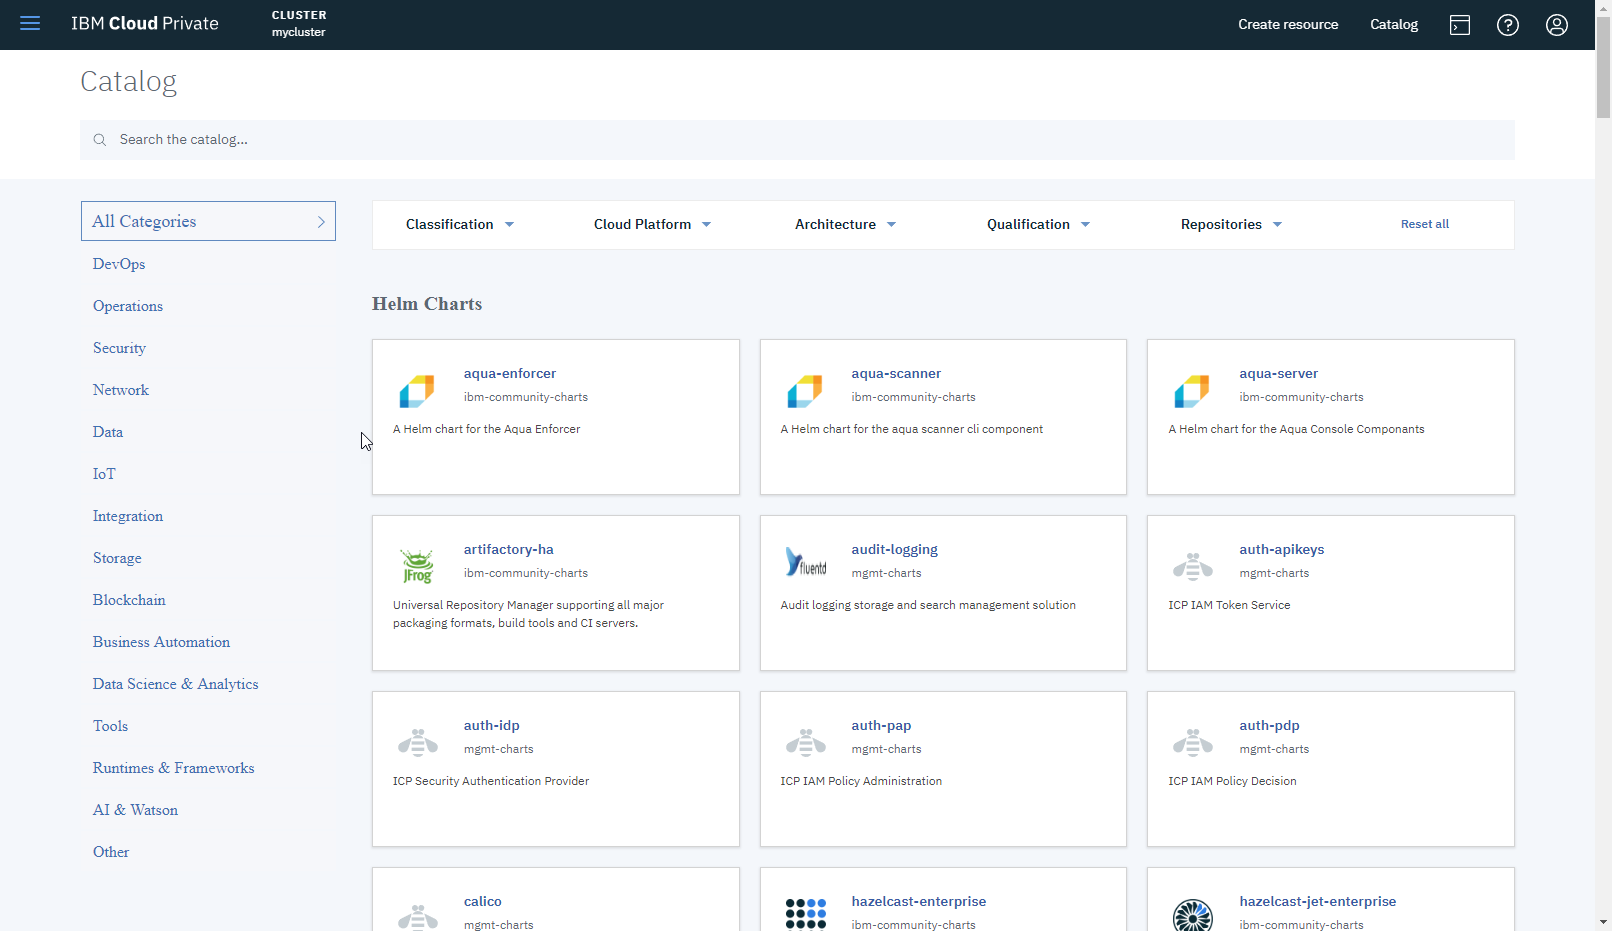 IBM Cloud Private
CLUSTER
mycluster
Create resource
Catalog
Catalog
Search the catalog...
All Categories
DevOps
Operations
Security
Network
Data
IoT
Integration
Storage
Blockchain
Business Automation
Data Science & Analytics
Tools
Runtimes & Frameworks
AI & Watson
Other
Classification
Cloud Platform
Architecture
Qualification
Repositories
Reset all
Helm Charts
aqua-enforcer
ibm-community-charts
A Helm chart for the Aqua Enforcer
aqua-scanner
ibm-community-charts
A Helm chart for the aqua scanner cli component
aqua-server
ibm-community-charts
A Helm chart for the Aqua Console Componants
JFrog
artifactory-ha
ibm-community-charts
Universal Repository Manager supporting all major
packaging formats, build tools and CI servers.
fluentd
audit-logging
mgmt-charts
Audit logging storage and search management solution
auth-apikeys
mgmt-charts
ICP IAM Token Service
auth-idp
mgmt-charts
ICP Security Authentication Provider
auth-pap
mgmt-charts
ICP IAM Policy Administration
auth-pdp
mgmt-charts
ICP IAM Policy Decision
calico
mgmt-charts
hazelcast-enterprise
ibm-community-charts
hazelcast-jet-enterprise
ibm-community-charts